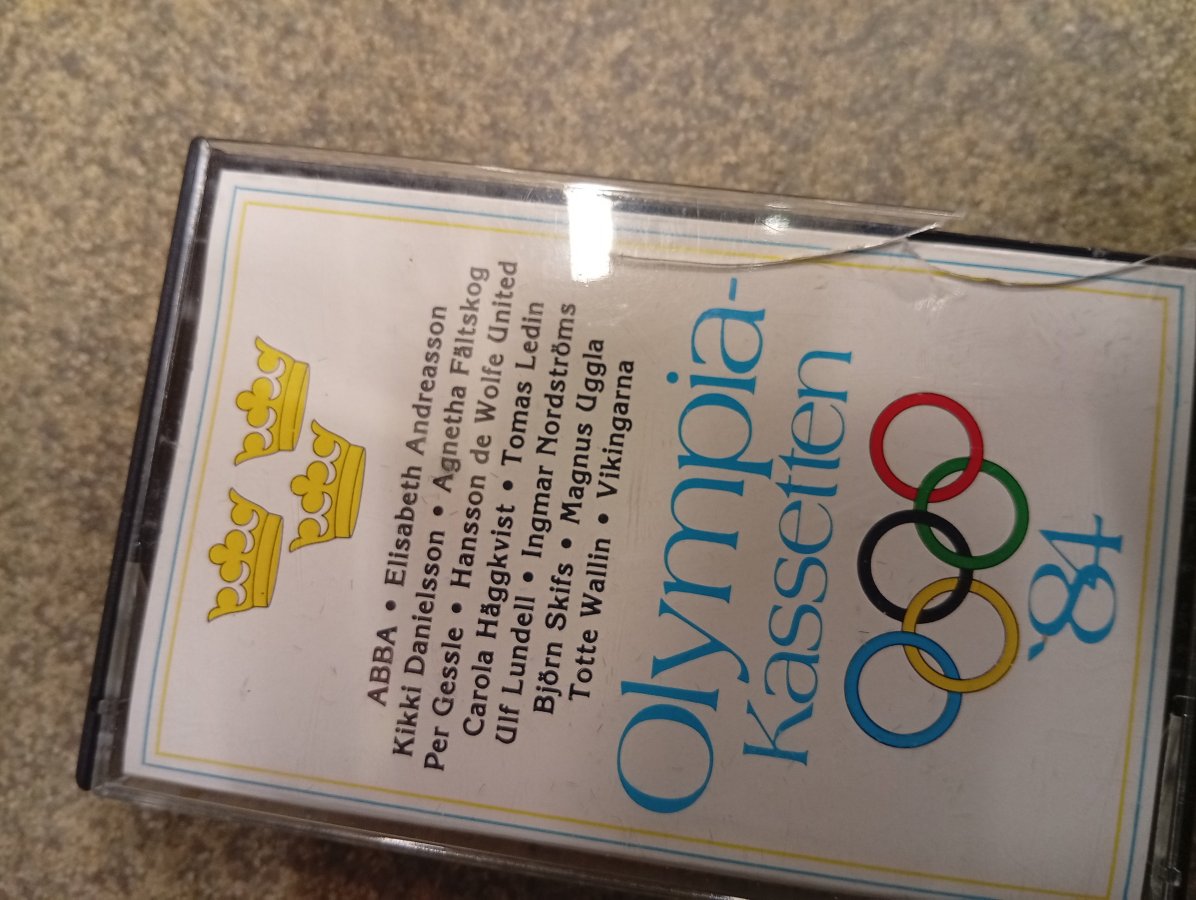 ABBA • Elisabeth Andreasson
Kikki Danielsson • Agnetha Fältskog
Per Gessle • Hansson de Wolfe United
Carola Häggkvist • Tomas Ledin
Ulf Lundell • Ingmar Nordströms
Björn Skifs • Magnus Uggla
Totte Wallin • Vikingarna
Olympia-
Kassetten
'84